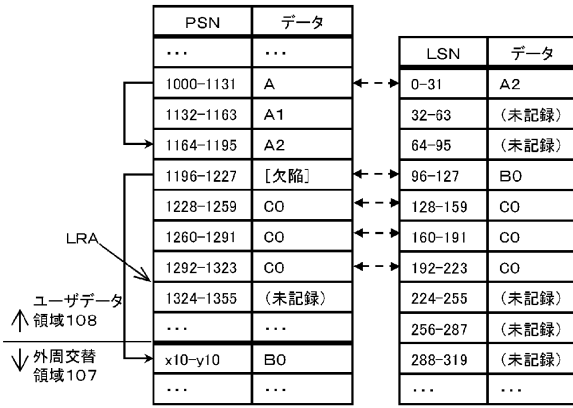 PSN データ
... ...
1000-1131 A
1132-1163 A1
1164-1195 A2
1196-1227 [欠陥]
1228-1259 C0
1260-1291 C0
1292-1323 C0
1324-1355 (未記録)
... ...
x10-y10 B0
... ...
LRA
ユーザデータ
領域108
外周交替
領域107
LSN データ
0-31 A2
32-63 (未記録)
64-95 (未記録)
96-127 B0
128-159 C0
160-191 C0
192-223 C0
224-255 (未記録)
256-287 (未記録)
288-319 (未記録)
... ...